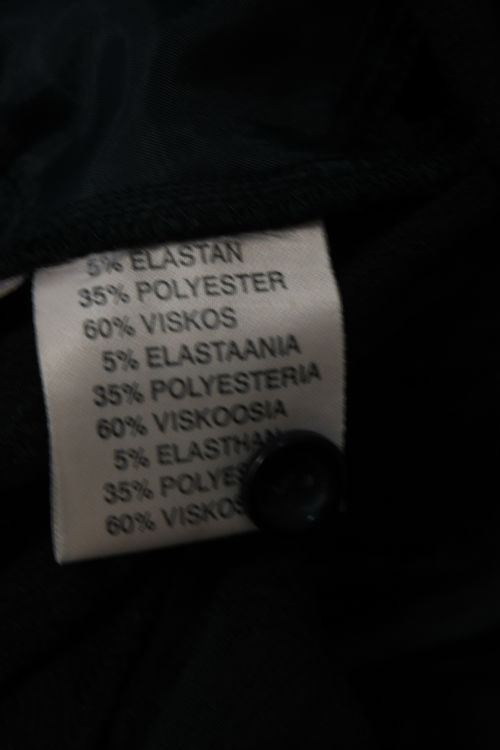 5% ELASTAN
35% POLYESTER
60% VISKOS
5% ELASTAANIA
35% POLYESTERIA
60% VISKOOSIA
5% ELASTHAN
35% POLYES
60% VISKOS